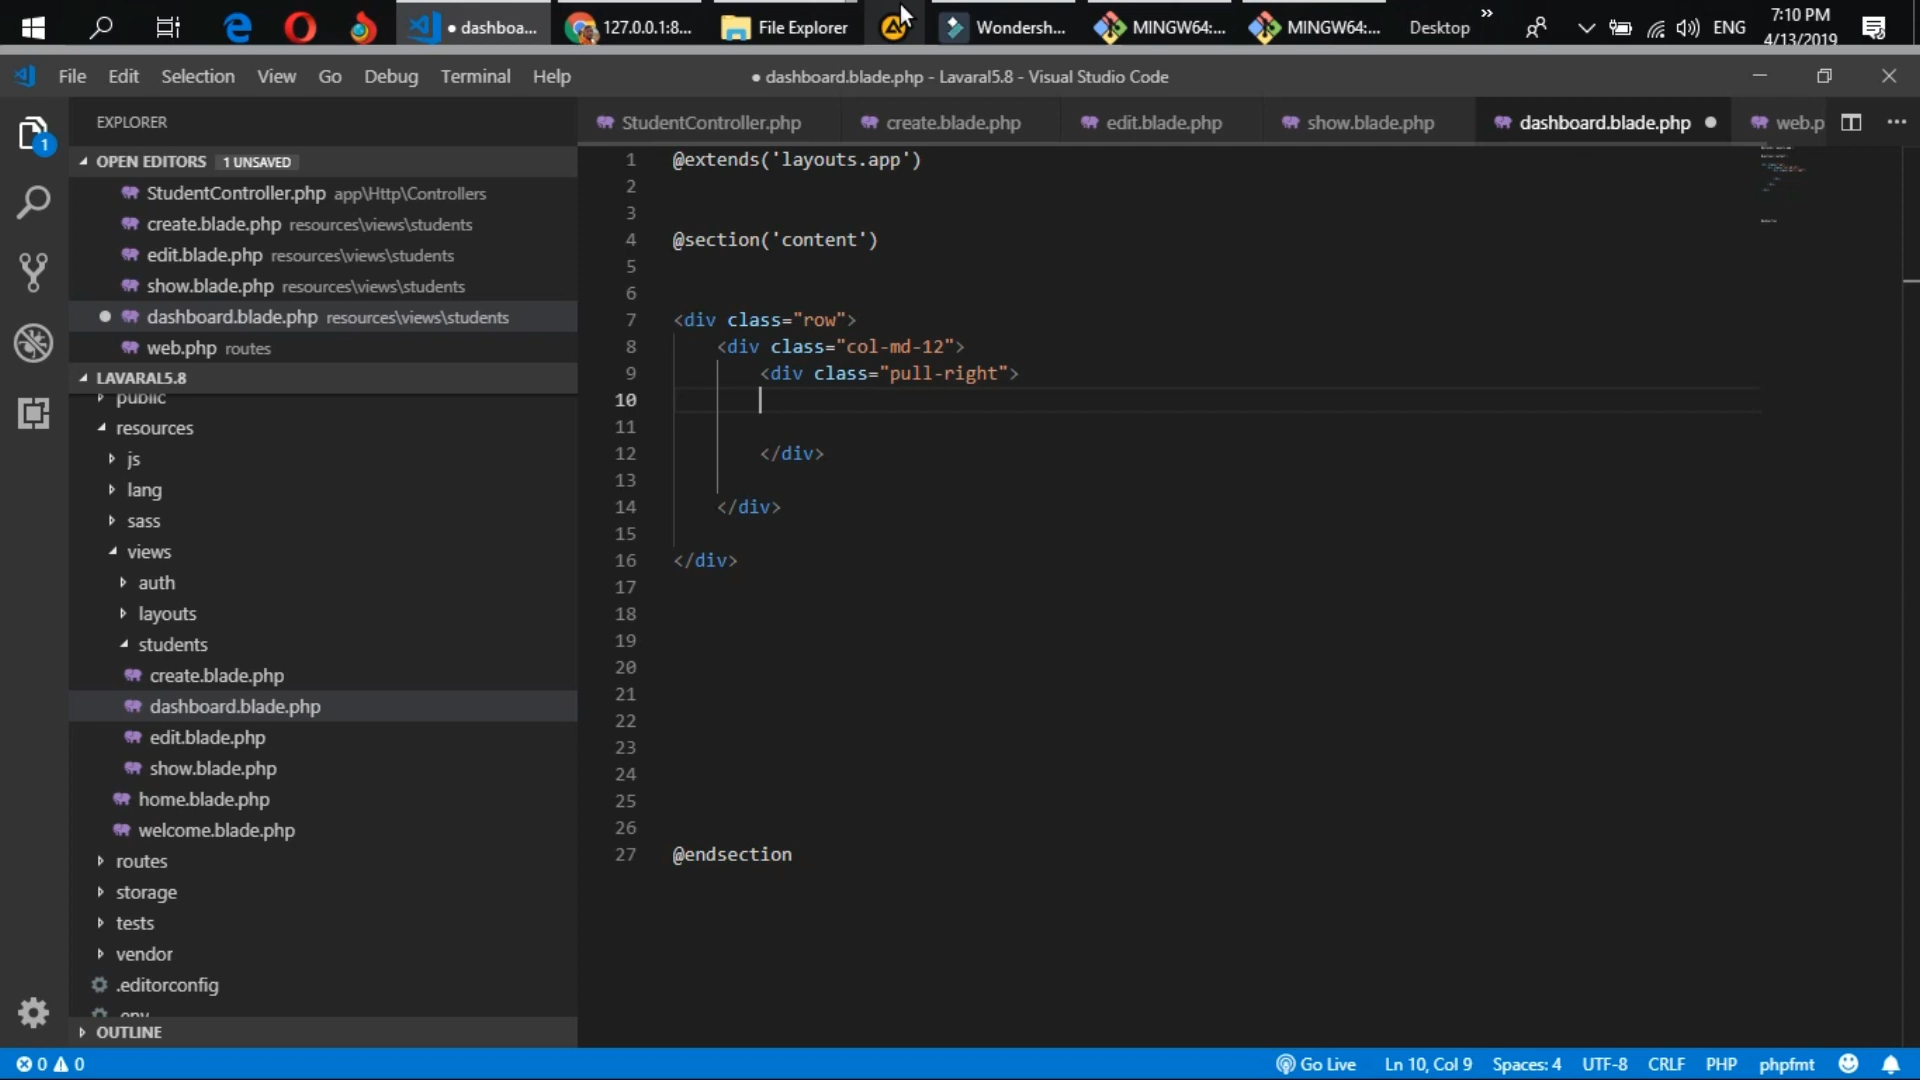 dashboa...
127.0.0.1:8...
File Explorer
Wondersh...
MINGW64:...
MINGW64:...
Desktop
ENG
7:10 PM
4/13/2019
File Edit Selection View Go Debug Terminal Help
● dashboard.blade.php - Lavaral5.8 - Visual Studio Code
EXPLORER
StudentController.php
create.blade.php
edit.blade.php
show.blade.php
dashboard.blade.php
web.p
1
OPEN EDITORS 1 UNSAVED
StudentController.php app\Http\Controllers
create.blade.php resources\views\students
edit.blade.php resources\views\students
show.blade.php resources\views\students
dashboard.blade.php resources\views\students
web.php routes
LAVARAL5.8
public
resources
js
lang
sass
views
auth
layouts
students
create.blade.php
dashboard.blade.php
edit.blade.php
show.blade.php
home.blade.php
welcome.blade.php
routes
storage
tests
vendor
.editorconfig
.env
OUTLINE
1 @extends('layouts.app')
2
3
4 @section('content')
5
6
7 <div class="row">
8 <div class="col-md-12">
9 <div class="pull-right">
10
11
12 </div>
13
14 </div>
15
16 </div>
17
18
19
20
21
22
23
24
25
26
27 @endsection
0 0
Go Live
Ln 10, Col 9
Spaces: 4
UTF-8
CRLF
PHP
phpfmt